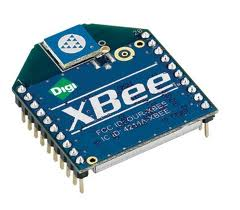 Digi
XBee
FCC ID: OUR-XBEE
IC ID: 4214A-XBEE